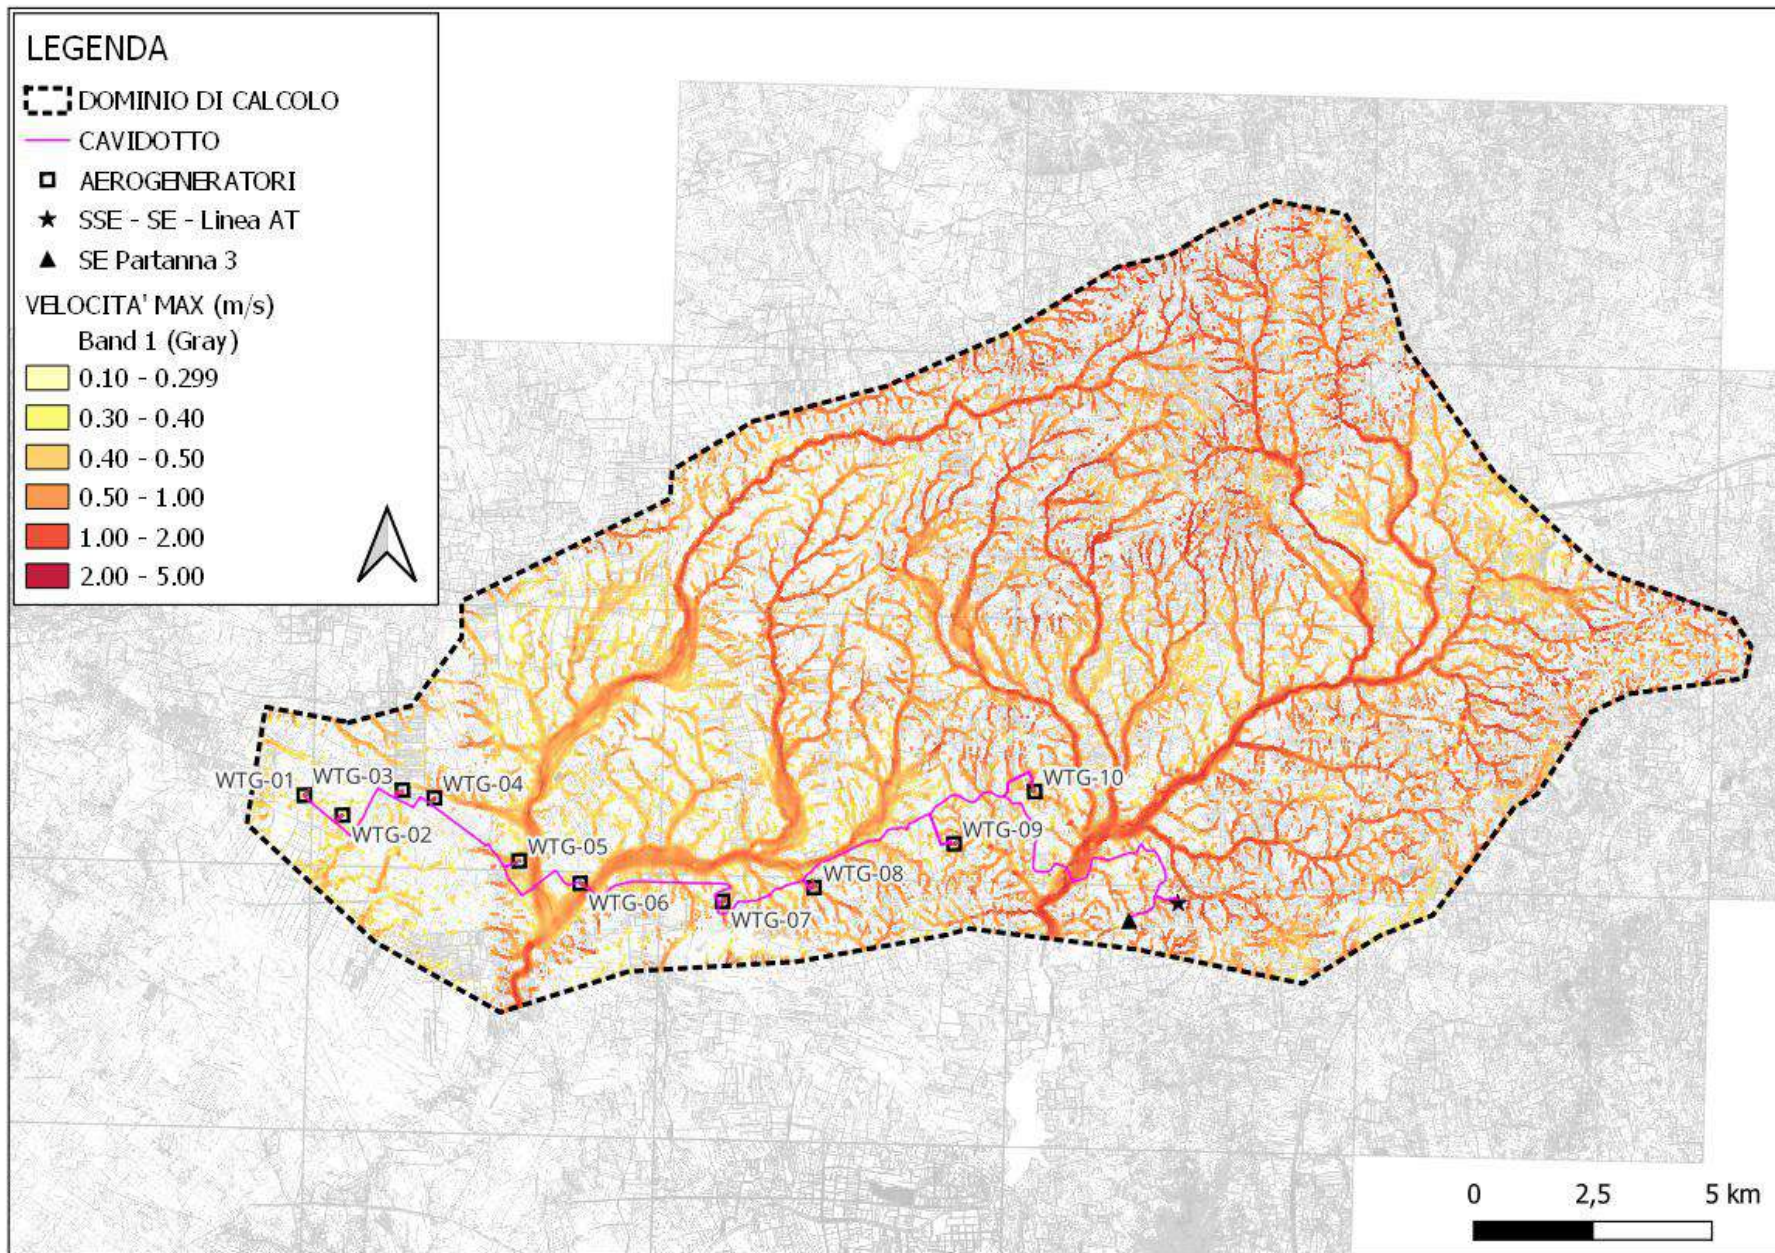 LEGENDA
DOMINIO DI CALCOLO
CAVIDOTTO
AEROGENERATORI
SSE - SE - Linea AT
SE Partanna 3
VELOCITA' MAX (m/s)
Band 1 (Gray)
0.10 - 0.299
0.30 - 0.40
0.40 - 0.50
0.50 - 1.00
1.00 - 2.00
2.00 - 5.00
WTG-01
WTG-03
WTG-04
WTG-10
WTG-02
WTG-09
WTG-05
WTG-08
WTG-06
WTG-07
0 2,5 5 km